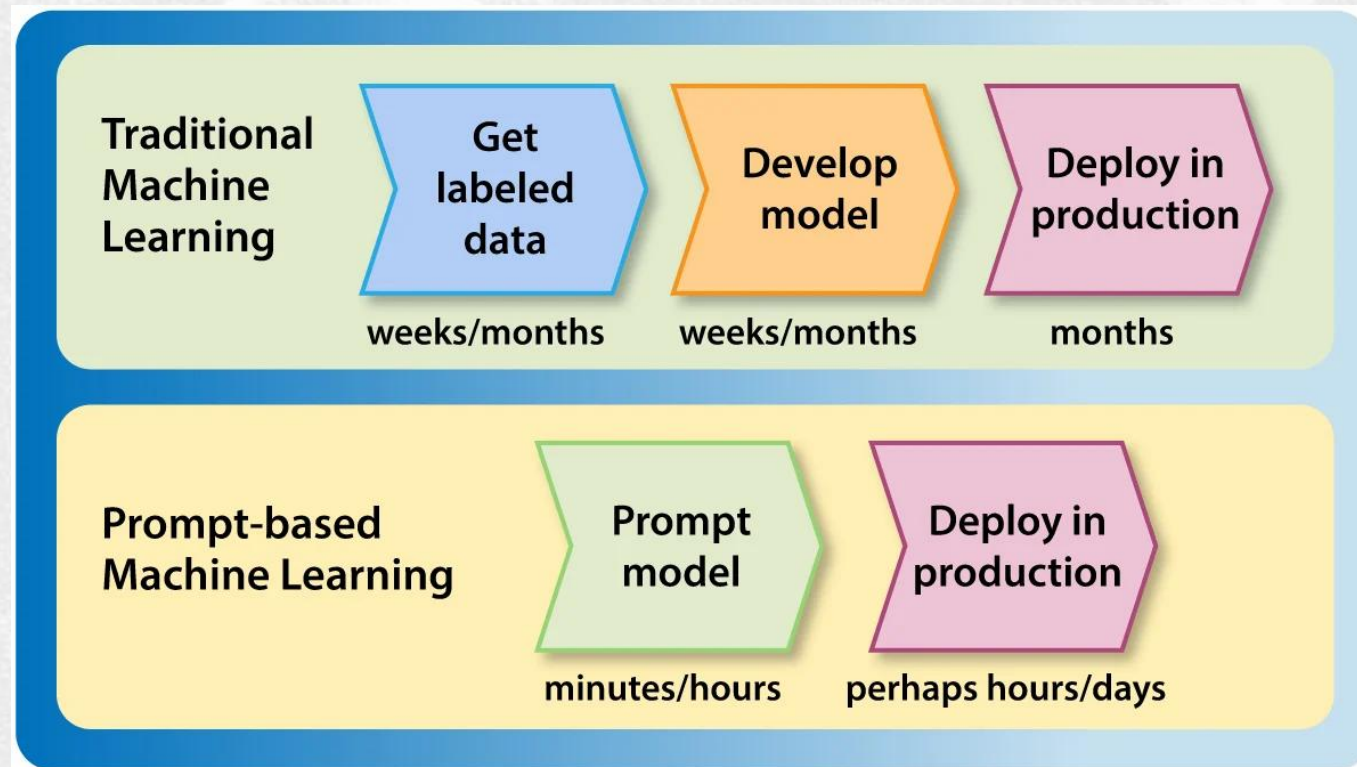 Traditional
Machine
Learning
Get
labeled
data
weeks/months
Develop
model
weeks/months
Deploy in
production
months
Prompt-based
Machine Learning
Prompt
model
minutes/hours
Deploy in
production
perhaps hours/days